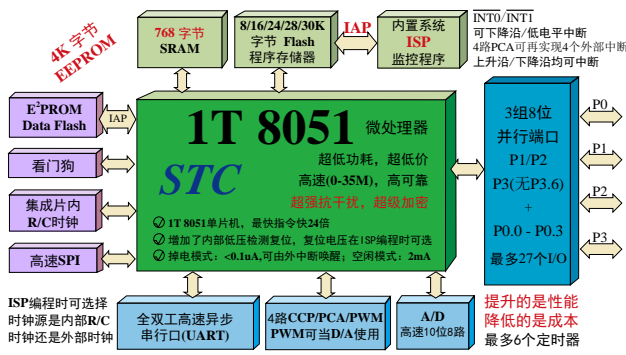 4K 字节
EEPROM
768 字节
SRAM
8/16/24/28/30K
字节 Flash
程序存储器
IAP
内置系统
ISP
监控程序
INT0/INT1
可下降沿/低电平中断
4路PCA可再实现4个外部中断
上升沿/下降沿均可中断
E²PROM
Data Flash
IAP
看门狗
集成片内
R/C时钟
高速SPI
1T 8051 微处理器
STC
超低功耗，超低价
高速(0-35M)，高可靠
超强抗干扰，超级加密
1T 8051单片机，最快指令快24倍
增加了内部低压检测复位，复位电压在ISP编程时可选
掉电模式：<0.1uA,可由外中断唤醒；空闲模式：2mA
3组8位
并行端口
P1/P2
P3(无P3.6)
+
P0.0 - P0.3
最多27个I/O
P0
P1
P2
P3
ISP编程时可选择
时钟源是内部R/C
时钟还是外部时钟
全双工高速异步
串行口(UART)
4路CCP/PCA/PWM
PWM可当D/A使用
A/D
高速10位8路
提升的是性能
降低的是成本
最多6个定时器